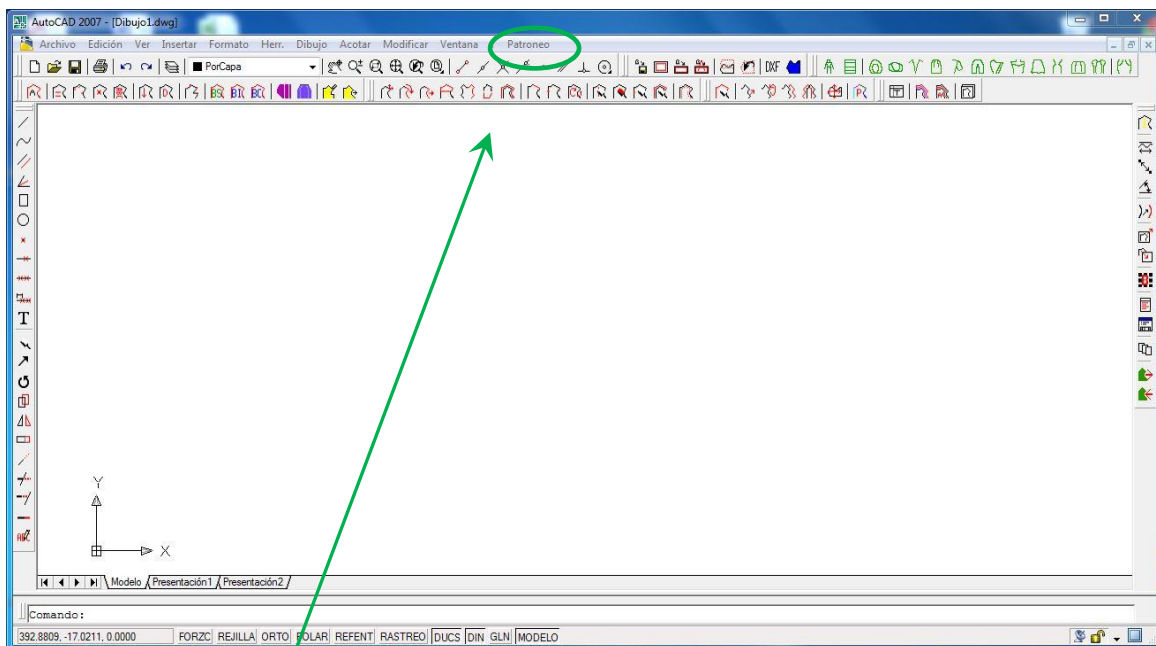 AutoCAD 2007 - [Dibujo1.dwg]
Archivo Edición Ver Insertar Formato Herr. Dibujo Acotar Modificar Ventana Patroneo
PorCapa DXF
T
Y
X
Modelo Presentación1 Presentación2
Comando:
392.8809, -17.0211, 0.0000 FORZC REJILLA ORTO POLAR REFENT RASTREO DUCS DIN GLN MODELO